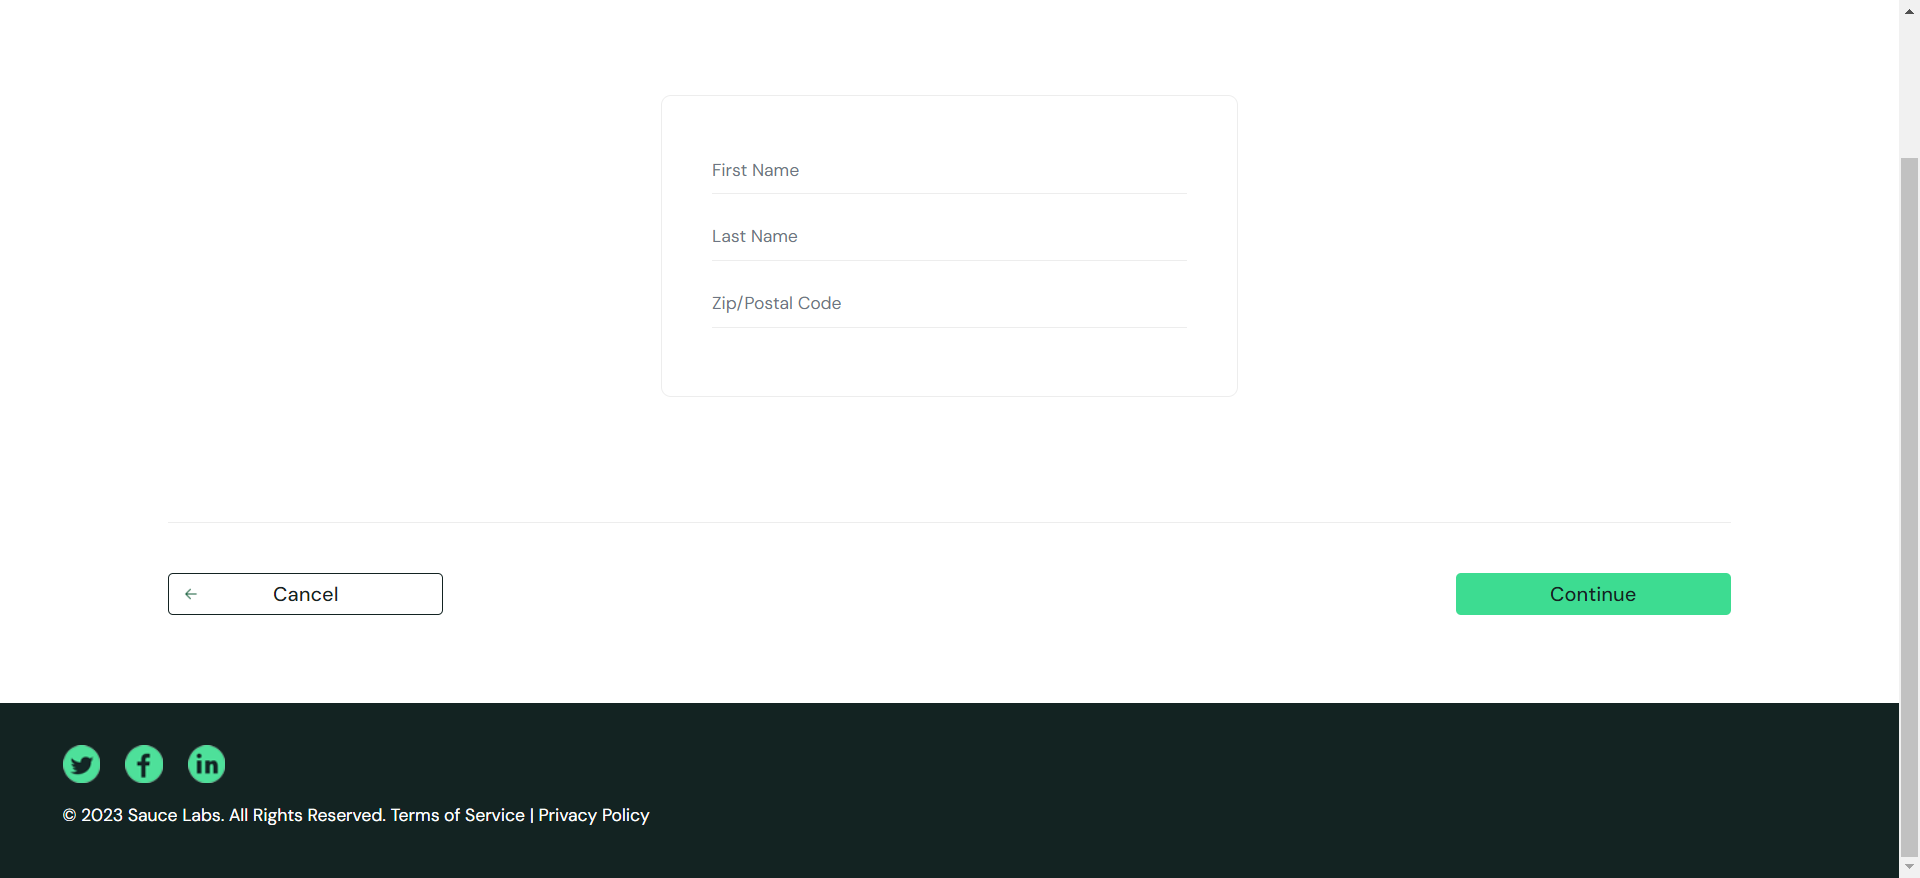 First Name
Last Name
Zip/Postal Code
Cancel
Continue
© 2023 Sauce Labs. All Rights Reserved. Terms of Service | Privacy Policy